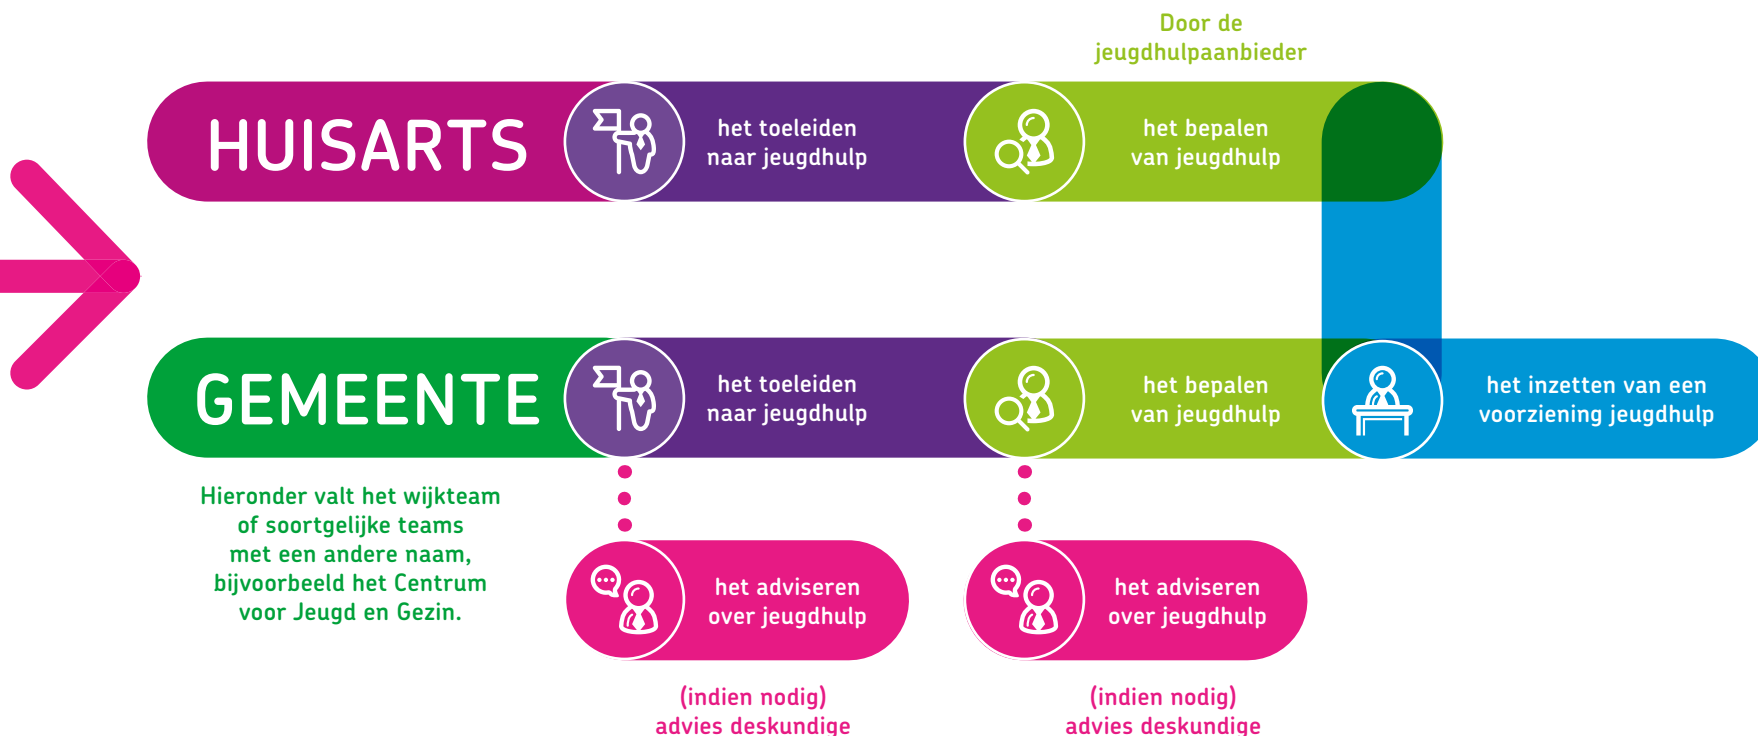 Door de
jeugdhulpaanbieder
HUISARTS
het toeleiden
naar jeugdhulp
het bepalen
van jeugdhulp
GEMEENTE
het toeleiden
naar jeugdhulp
het bepalen
van jeugdhulp
het inzetten van een
voorziening jeugdhulp
Hieronder valt het wijkteam
of soortgelijke teams
met een andere naam,
bijvoorbeeld het Centrum
voor Jeugd en Gezin.
het adviseren
over jeugdhulp
het adviseren
over jeugdhulp
(indien nodig)
advies deskundige
(indien nodig)
advies deskundige